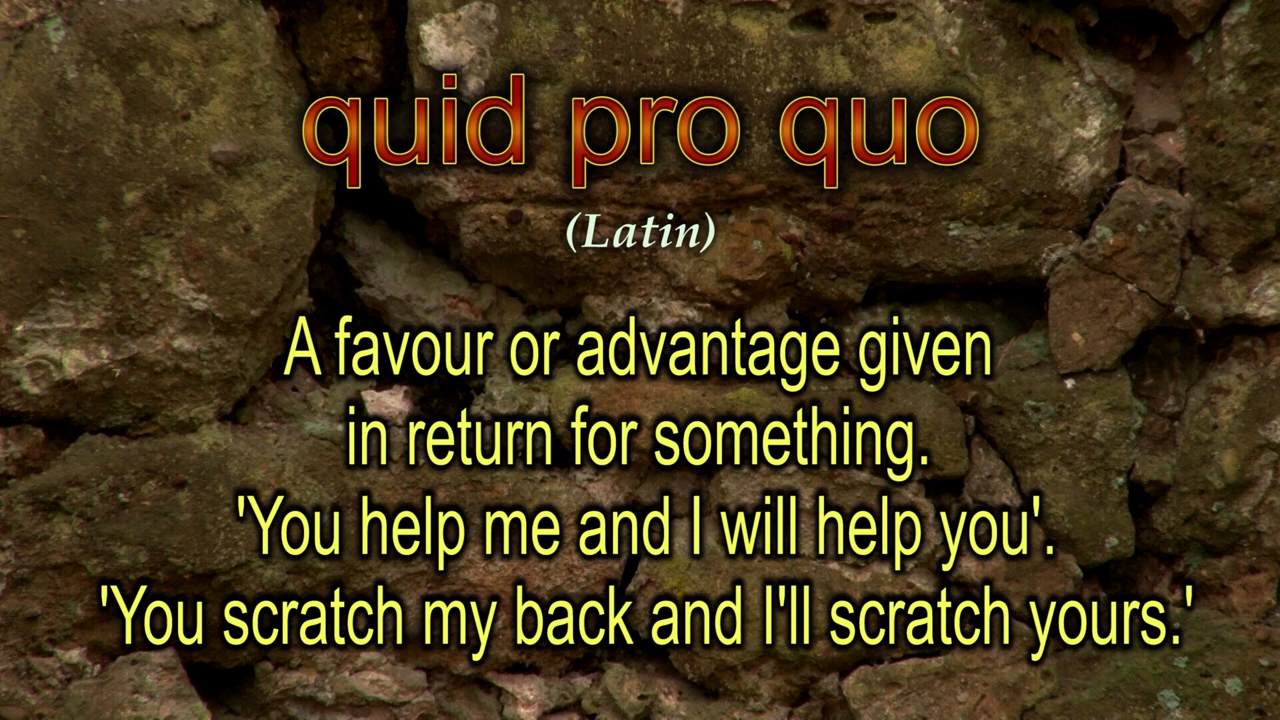 quid pro quo
(Latin)
A favour or advantage given
in return for something.
'You help me and I will help you'.
'You scratch my back and I'll scratch yours.'